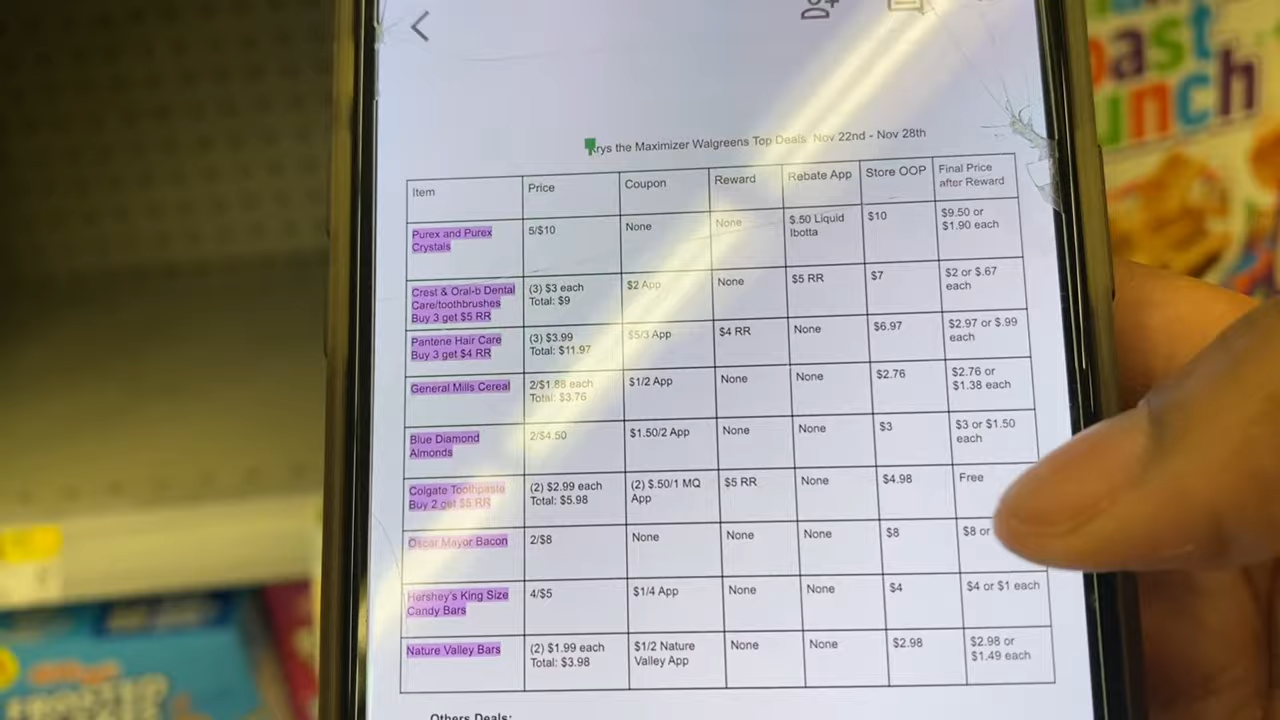 Krys the Maximizer Walgreens Top Deals Nov 22nd - Nov 28th
Item
Price
Coupon
Reward
Rebate App
Store OOP
Final Price
after Reward
Purex and Purex
Crystals
5/$10
None
None
$.50 Liquid
Ibotta
$10
$9.50 or
$1.90 each
Crest & Oral-b Dental
Care/toothbrushes
Buy 3 get $5 RR
(3) $3 each
Total: $9
$2 App
None
$5 RR
$7
$2 or $.67
each
Pantene Hair Care
Buy 3 get $4 RR
(3) $3.99
Total: $11.97
$5/3 App
$4 RR
None
$6.97
$2.97 or $.99
each
General Mills Cereal
2/$1.88 each
Total: $3.76
$1/2 App
None
None
$2.76
$2.76 or
$1.38 each
Blue Diamond
Almonds
2/$4.50
$1.50/2 App
None
None
$3
$3 or $1.50
each
Colgate Toothpaste
Buy 2 get $5 RR
(2) $2.99 each
Total: $5.98
(2) $.50/1 MQ
App
$5 RR
None
$4.98
Free
Oscar Mayor Bacon
2/$8
None
None
None
$8
$8 or
Hershey's King Size
Candy Bars
4/$5
$1/4 App
None
None
$4
$4 or $1 each
Nature Valley Bars
(2) $1.99 each
Total: $3.98
$1/2 Nature
Valley App
None
None
$2.98
$2.98 or
$1.49 each
Others Deals:
FROSTED